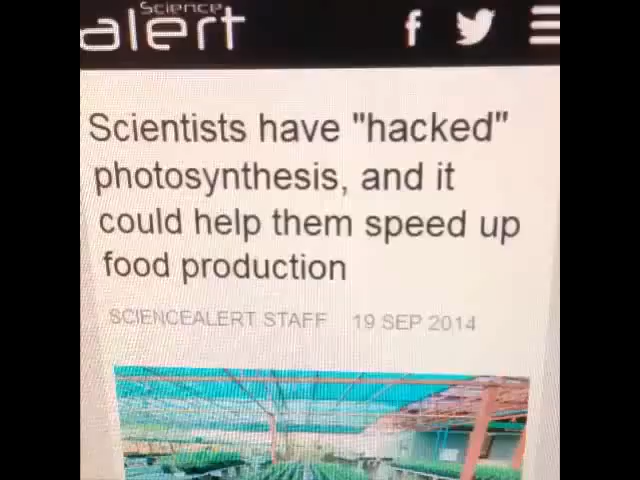 Science
alert
Scientists have "hacked"
photosynthesis, and it
could help them speed up
food production
SCIENCEALERT STAFF 19 SEP 2014